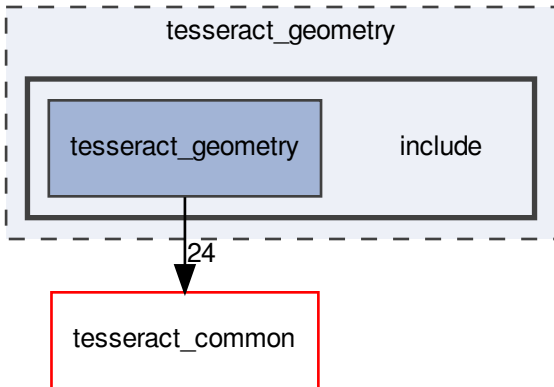 tesseract_geometry
tesseract_geometry
include
24
tesseract_common